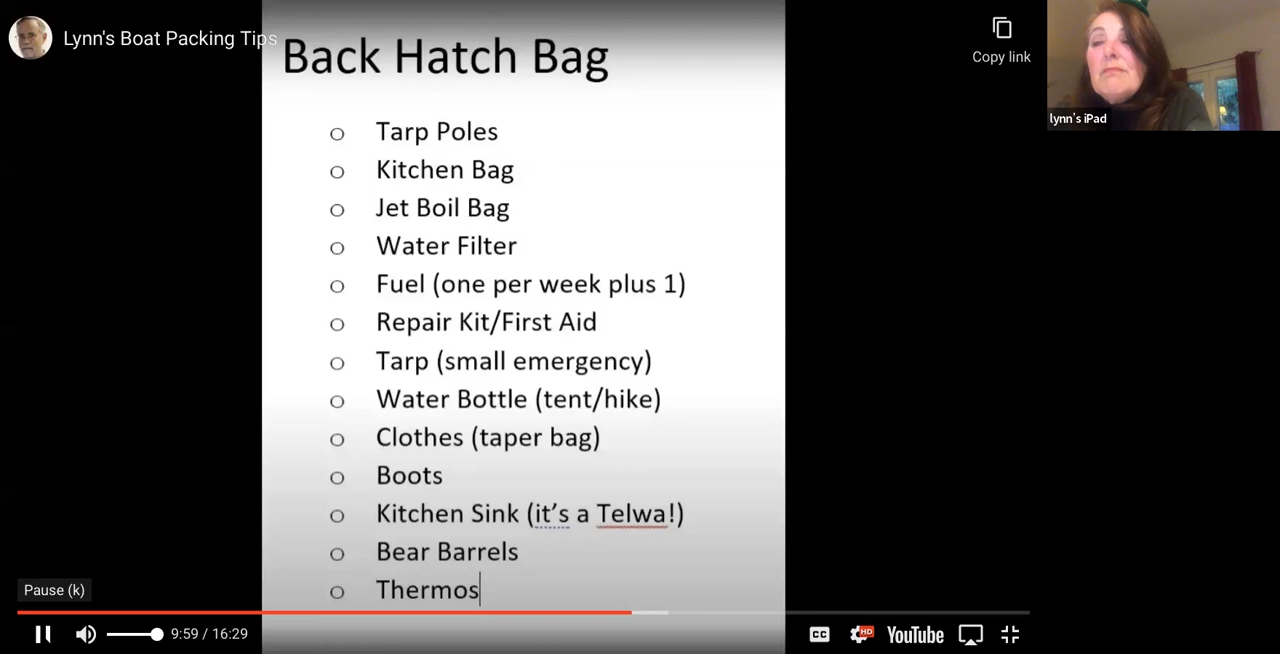 Lynn's Boat Packing Tips
Back Hatch Bag
Copy link
lynn's iPad
o Tarp Poles
o Kitchen Bag
o Jet Boil Bag
o Water Filter
o Fuel (one per week plus 1)
o Repair Kit/First Aid
o Tarp (small emergency)
o Water Bottle (tent/hike)
o Clothes (taper bag)
o Boots
o Kitchen Sink (it’s a Telwa!)
o Bear Barrels
o Thermos
Pause (k)
9:59 / 16:29
CC HD YouTube